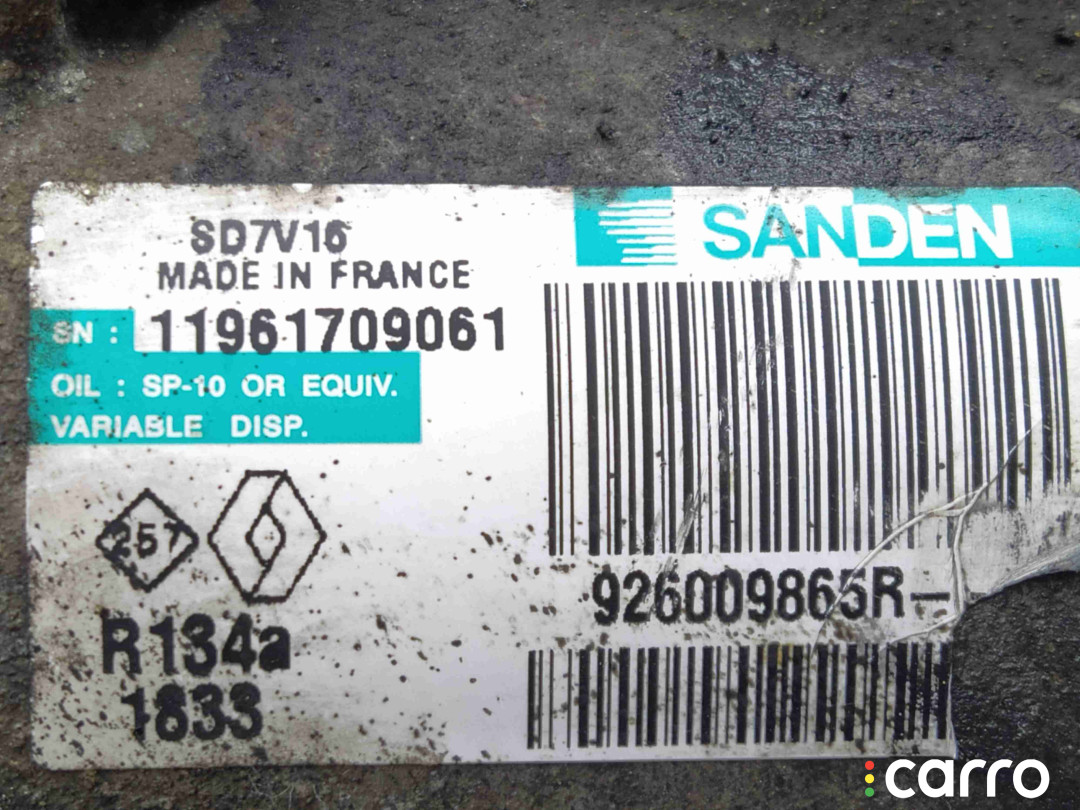 SD7V16
SANDEN
MADE IN FRANCE
SN : 11961709061
OIL : SP-10 OR EQUIV.
VARIABLE DISP.
257
926009865R-
R134a
1833
carro